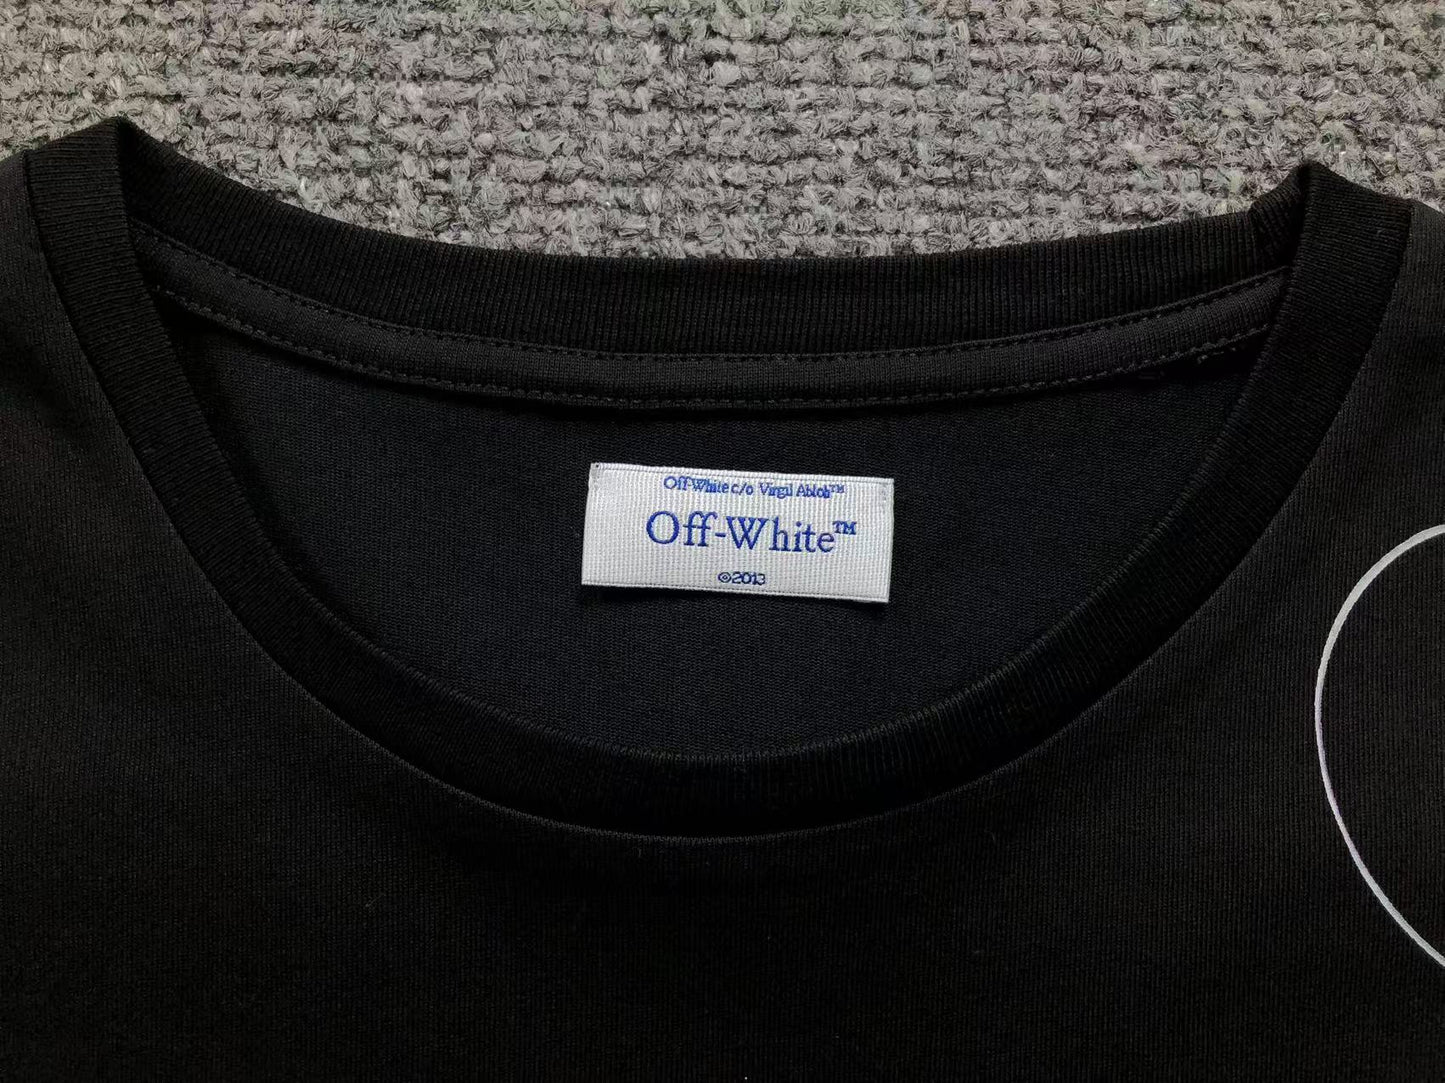 Off-White c/o Virgil Abloh™
Off-White™
©2013